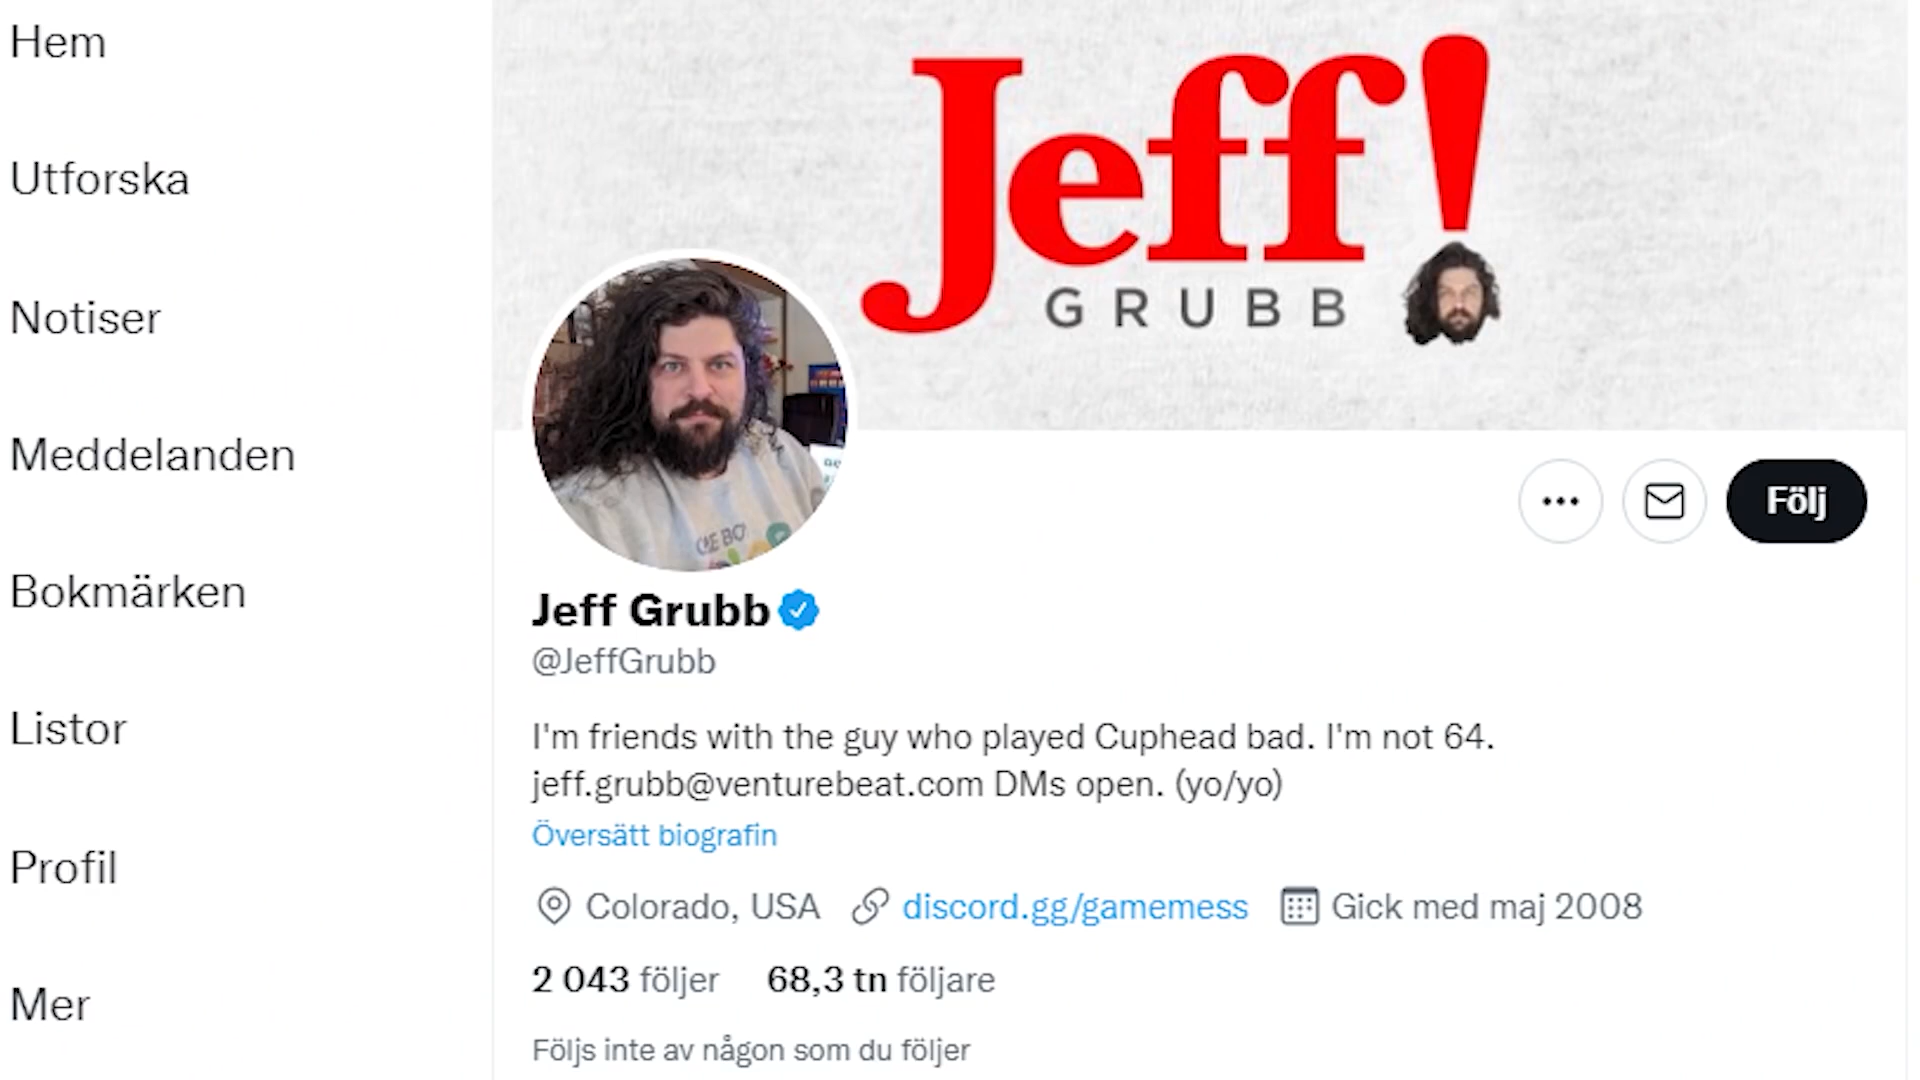 Hem
Utforska
Notiser
Meddelanden
Bokmärken
Listor
Profil
Mer
Jeff!
GRUBB
Följ
Jeff Grubb
@JeffGrubb
I'm friends with the guy who played Cuphead bad. I'm not 64.
jeff.grubb@venturebeat.com DMs open. (yo/yo)
Översätt biografin
Colorado, USA discord.gg/gamemess Gick med maj 2008
2 043 följer 68,3 tn följare
Följs inte av någon som du följer